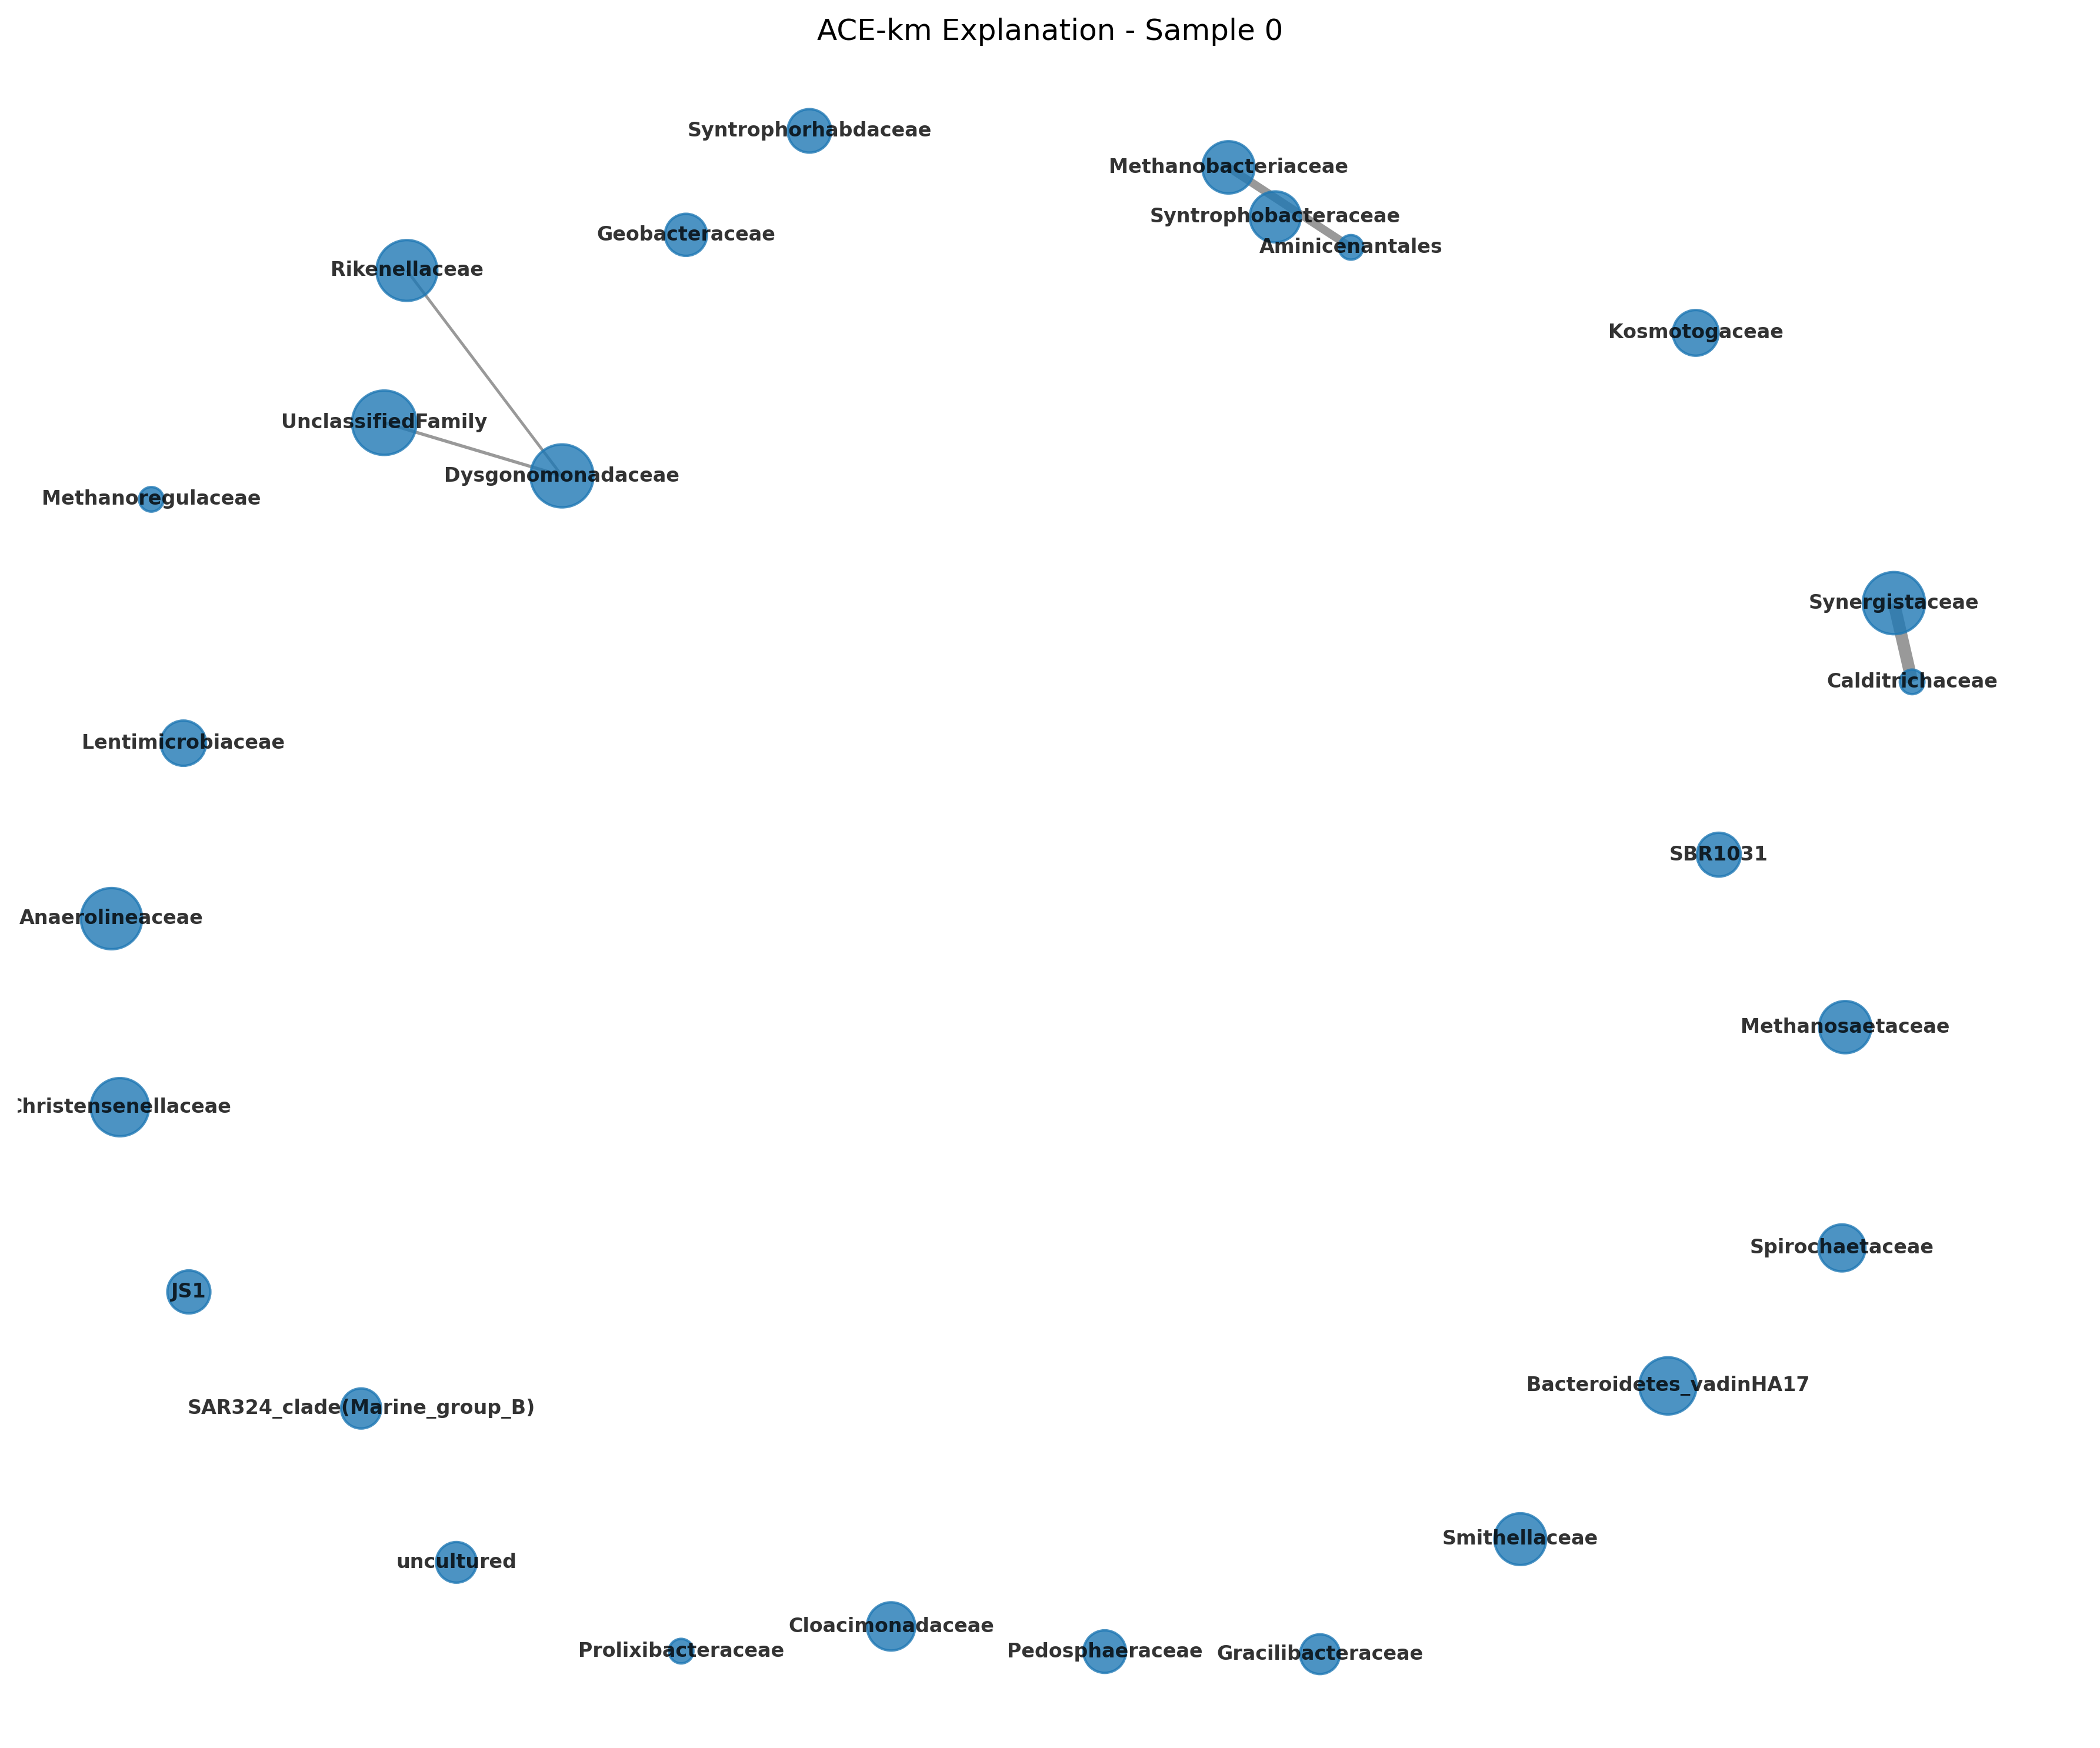 ACE-km Explanation - Sample 0
Syntrophorhabdaceae
Methanobacteriaceae
Syntrophobacteraceae
Geobacteraceae
Aminicenantales
Rikenellaceae
Kosmotogaceae
UnclassifiedFamily
Dysgonomonadaceae
Methanoregulaceae
Synergistaceae
Calditrichaceae
Lentimicrobiaceae
SBR1031
Anaerolineaceae
Methanosaetaceae
Christensenellaceae
Spirochaetaceae
JS1
Bacteroidetes_vadinHA17
SAR324_clade(Marine_group_B)
Smithellaceae
uncultured
Cloacimonadaceae
Prolixibacteraceae
Pedosphaeraceae
Gracilibacteraceae